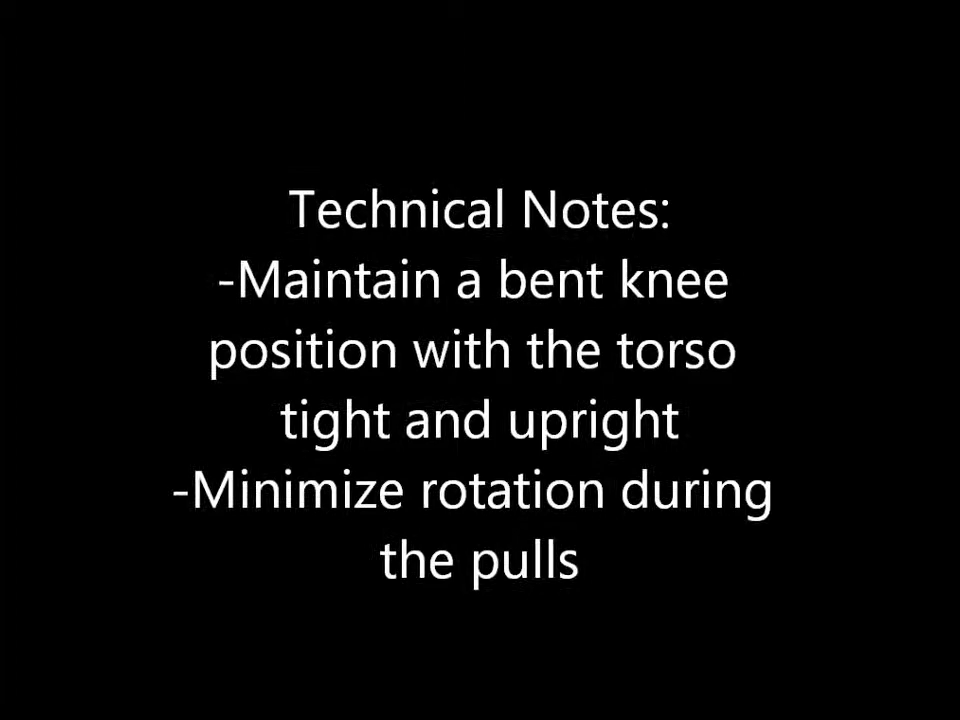 Technical Notes:
-Maintain a bent knee
position with the torso
tight and upright
-Minimize rotation during
the pulls